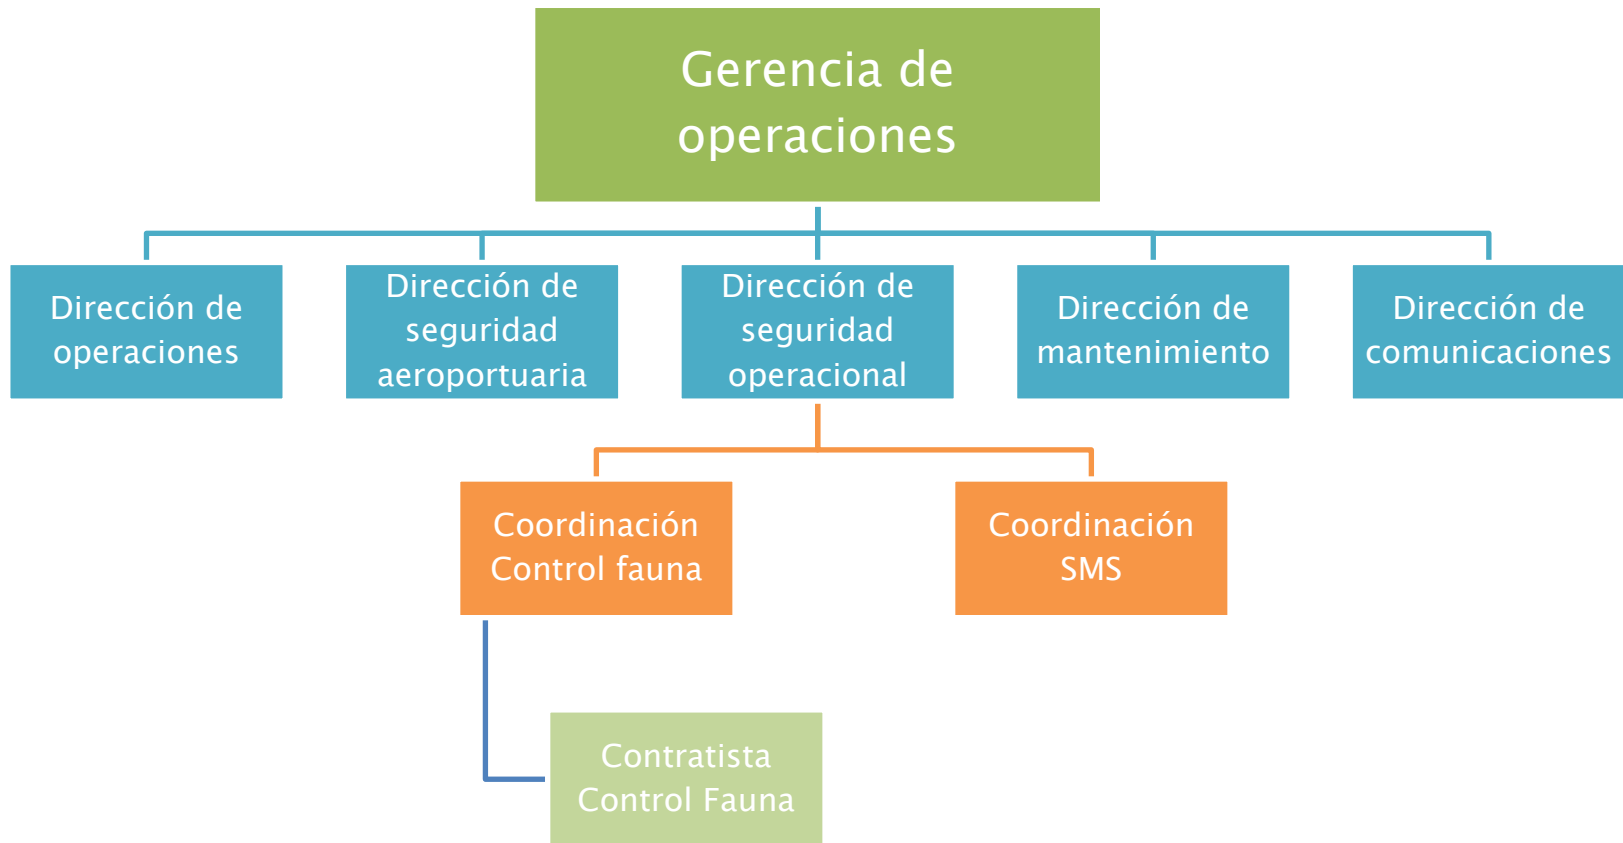 Gerencia de
operaciones
Dirección de
operaciones
Dirección de
seguridad
aeroportuaria
Dirección de
seguridad
operacional
Dirección de
mantenimiento
Dirección de
comunicaciones
Coordinación
Control fauna
Coordinación
SMS
Contratista
Control Fauna